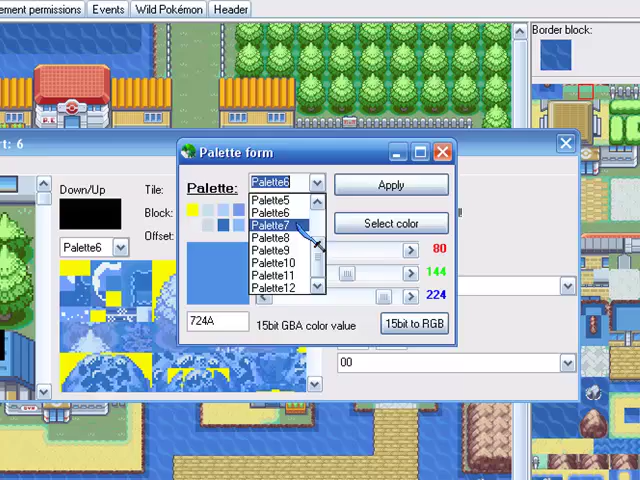 ement permissions Events Wild Pokémon Header
Border block:
rt: 6
Palette form
Down/Up
Tile:
Palette:
Palette6
Apply
Block:
Offset:
Palette5
Palette6
Palette7
Palette8
Palette9
Palette10
Palette11
Palette12
Select color
Palette6
80
144
224
724A
15bit GBA color value
15bit to RGB
00